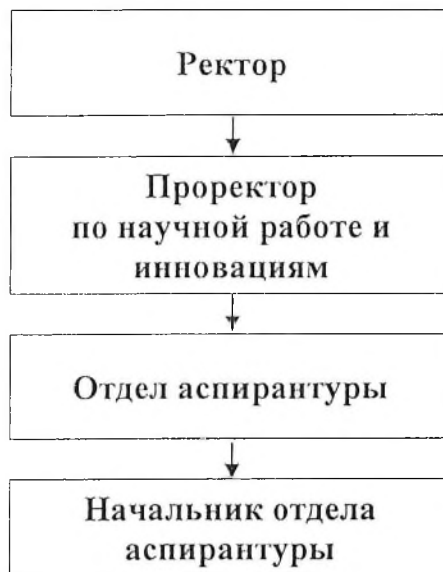 Ректор
Проректор
по научной работе и
инновациям
Отдел аспирантуры
Начальник отдела
аспирантуры